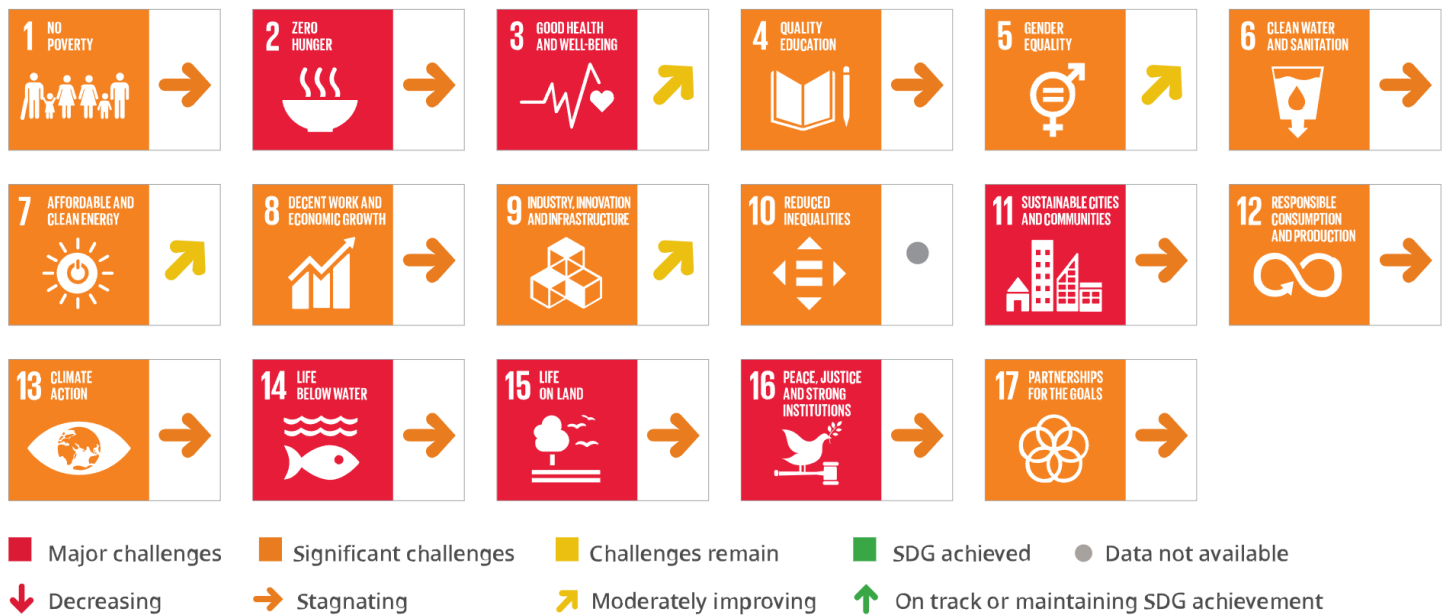 1 NO
POVERTY
2 ZERO
HUNGER
3 GOOD HEALTH
AND WELL-BEING
4 QUALITY
EDUCATION
5 GENDER
EQUALITY
6 CLEAN WATER
AND SANITATION
7 AFFORDABLE AND
CLEAN ENERGY
8 DECENT WORK AND
ECONOMIC GROWTH
9 INDUSTRY, INNOVATION
AND INFRASTRUCTURE
10 REDUCED
INEQUALITIES
11 SUSTAINABLE CITIES
AND COMMUNITIES
12 RESPONSIBLE
CONSUMPTION
AND PRODUCTION
13 CLIMATE
ACTION
14 LIFE
BELOW WATER
15 LIFE
ON LAND
16 PEACE, JUSTICE
AND STRONG
INSTITUTIONS
17 PARTNERSHIPS
FOR THE GOALS
Major challenges
Significant challenges
Challenges remain
SDG achieved
Data not available
Decreasing
Stagnating
Moderately improving
On track or maintaining SDG achievement